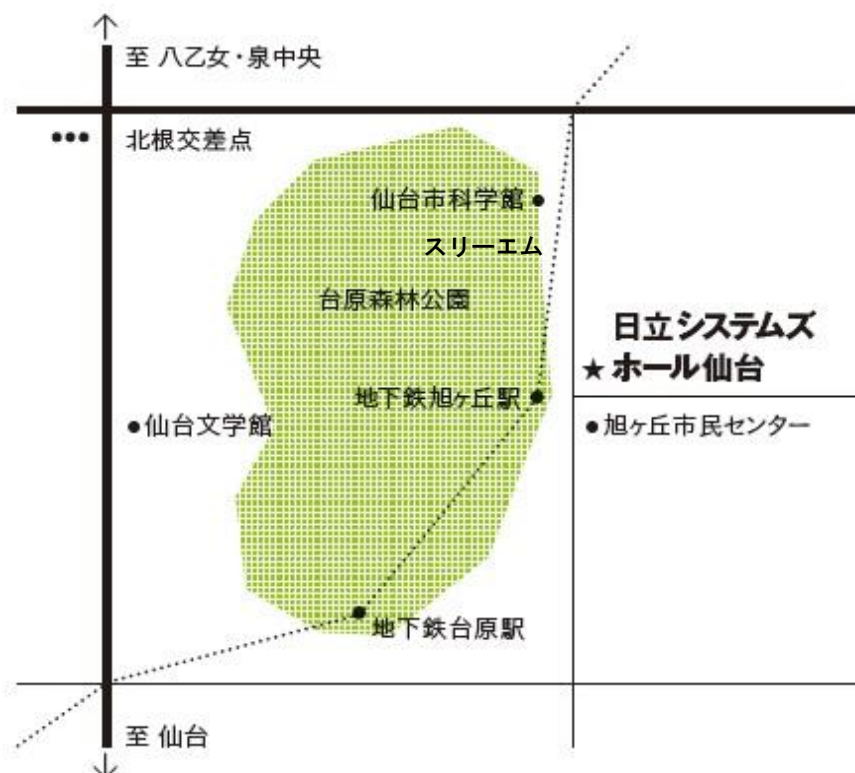 至 八乙女・泉中央
北根交差点
仙台市科学館
スリーエム
台原森林公園
日立システムズ
★ホール仙台
地下鉄旭ヶ丘駅
仙台文学館
旭ヶ丘市民センター
地下鉄台原駅
至 仙台